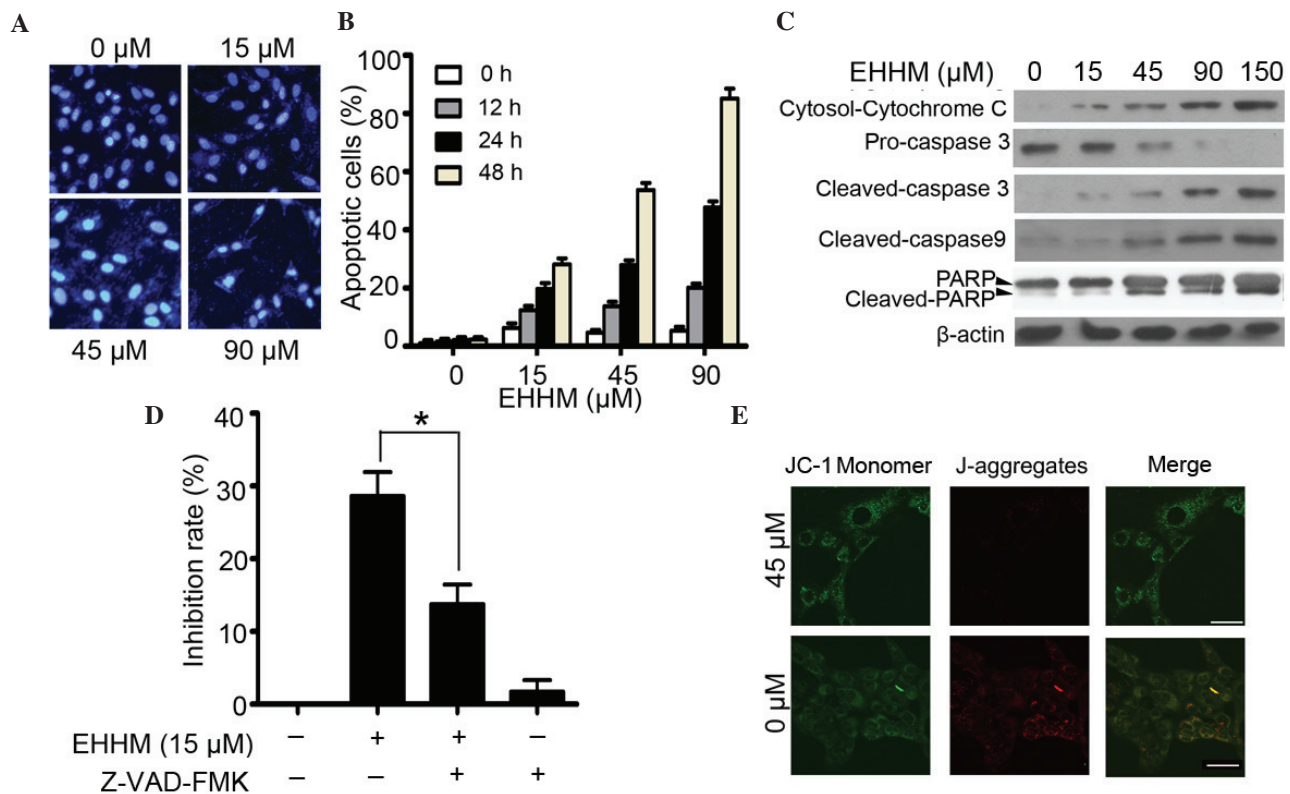 A
0 µM 15 µM
45 µM 90 µM
B
Apoptotic cells (%)
100
80
60
40
20
0
0 h
12 h
24 h
48 h
0 15 45 90
EHHM (µM)
C
EHHM (µM) 0 15 45 90 150
Cytosol-Cytochrome C
Pro-caspase 3
Cleaved-caspase 3
Cleaved-caspase9
PARP
Cleaved-PARP
β-actin
D
Inhibition rate (%)
40
30
20
10
0
*
EHHM (15 µM) – + + –
Z-VAD-FMK – – + +
E
JC-1 Monomer J-aggregates Merge
45 µM
0 µM